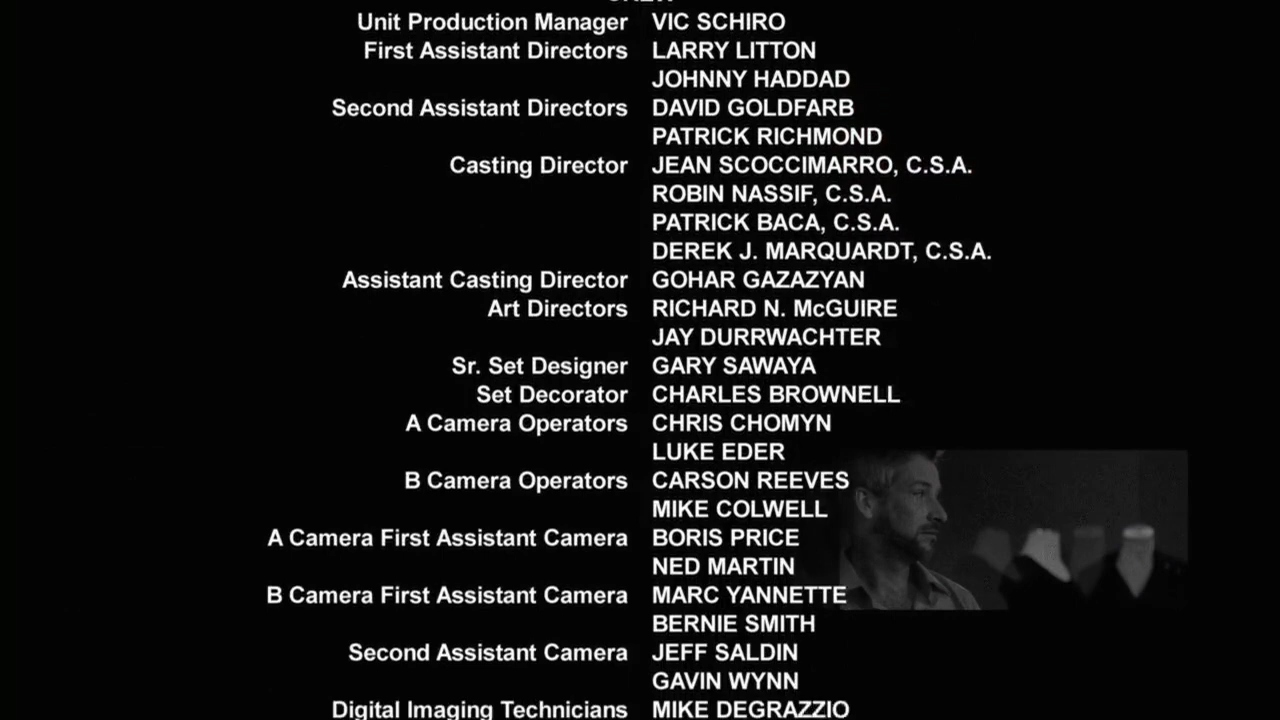 Unit Production Manager VIC SCHIRO
First Assistant Directors LARRY LITTON
JOHNNY HADDAD
Second Assistant Directors DAVID GOLDFARB
PATRICK RICHMOND
Casting Director JEAN SCOCCIMARRO, C.S.A.
ROBIN NASSIF, C.S.A.
PATRICK BACA, C.S.A.
DEREK J. MARQUARDT, C.S.A.
Assistant Casting Director GOHAR GAZAZYAN
Art Directors RICHARD N. McGUIRE
JAY DURRWACHTER
Sr. Set Designer GARY SAWAYA
Set Decorator CHARLES BROWNELL
A Camera Operators CHRIS CHOMYN
LUKE EDER
B Camera Operators CARSON REEVES
MIKE COLWELL
A Camera First Assistant Camera BORIS PRICE
NED MARTIN
B Camera First Assistant Camera MARC YANNETTE
BERNIE SMITH
Second Assistant Camera JEFF SALDIN
GAVIN WYNN
Digital Imaging Technicians MIKE DEGRAZZIO